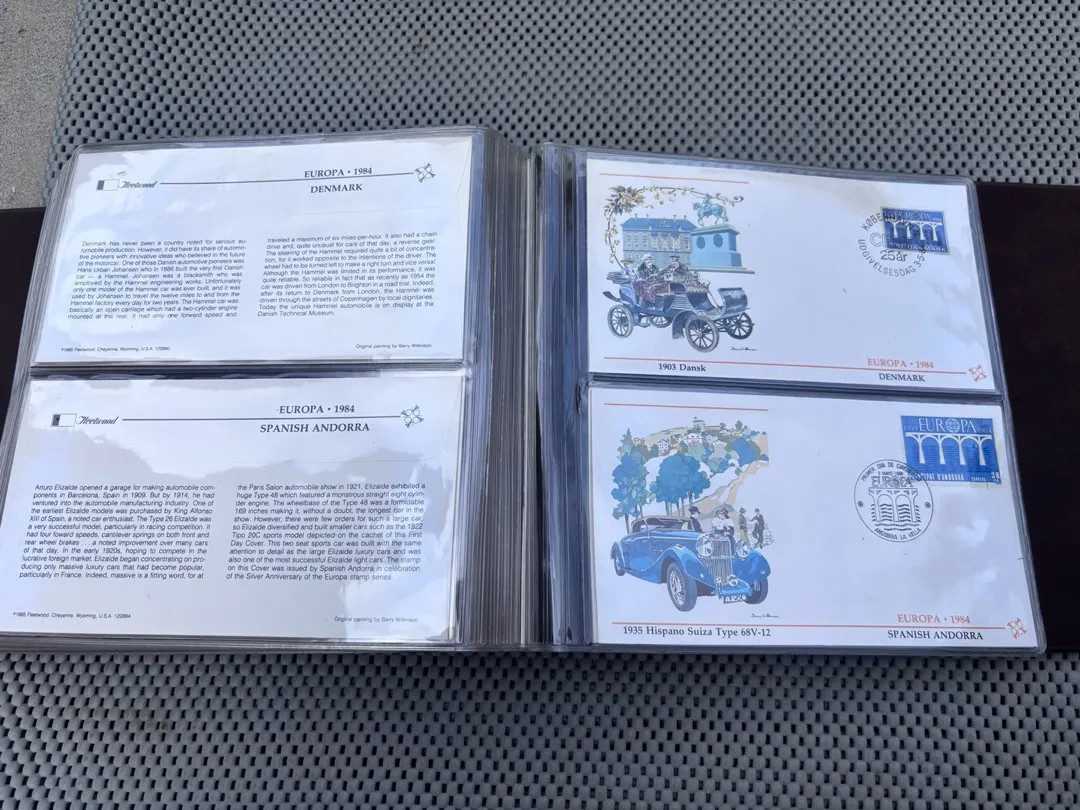 Fleetwood
EUROPA • 1984
DENMARK
Denmark has never been a country noted for serious au-
tomobile production. However, it did have its share of automo-
tive pioneers with innovative ideas who believed in the future
of the motorcar. One of three Danish automotive pioneers was
Hans Urban Johansen who in 1886 built the very first Danish
car — a Hammel. Johansen was a blacksmith who was
employed by the Hammel engineering works. Unfortunately
only one model of the Hammel car was ever built, and it was
used by Johansen to travel the twelve miles to and from the
Hammel factory every day for two years. The Hammel car was
basically an open carriage which had a two-cylinder engine
mounted at the rear. It had only one forward speed and
traveled a maximum of six miles-per-hour. It also had a chain
drive and, quite unusual for cars of that day, a reverse gear.
The steering of the Hammel required quite a bit of concentra-
tion, for it worked opposite to the intentions of the driver. The
wheel had to be turned left to make a right turn and vice versa!
Although the Hammel was limited in its performance, it was
quite reliable. So reliable in fact that as recently as 1954 the
car was driven from London to Brighton in a road trial. Indeed,
after its return to Denmark from London, the Hammel was
driven through the streets of Copenhagen by local dignitaries.
Today the unique Hammel automobile is on display at the
Danish Technical Museum.
©1985 Fleetwood, Cheyenne, Wyoming, U.S.A. 122890
Original painting by Barry Wilkinson
Fleetwood
EUROPA • 1984
SPANISH ANDORRA
Arturo Elizalde opened a garage for making automobile com-
ponents in Barcelona, Spain in 1909. But by 1914, he had
ventured into the automobile manufacturing industry. One of
the earliest Elizalde models was purchased by King Alfonso
XIII of Spain, a noted car enthusiast. The Type 26 Elizalde was
a very successful model, particularly in racing competition. It
had four foward speeds, cantilever springs on both front and
rear wheel brakes . . . a noted improvement over many cars
of that day. In the early 1920s, hoping to compete in the
lucrative foreign market, Elizalde began concentrating on pro-
ducing only massive luxury cars that had become popular,
particularly in France. Indeed, massive is a fitting word, for at
the Paris Salon automobile show in 1921, Elizalde exhibited a
huge Type 48 which featured a monstrous straight eight cylin-
der engine. The wheelbase of the Type 48 was a formidable
169 inches making it, without a doubt, the longest car in the
show. However, there were few orders for such a large car,
so Elizalde diversified and built smaller cars such as the 1922
Tipo 20C sports model depicted on the cachet of this First
Day Cover. This two seat sports car was built with the same
attention to detail as the large Elizalde luxury cars and was
also one of the most successful Elizalde light cars. The stamp
on this Cover was issued by Spanish Andorra in celebration
of the Silver Anniversary of the Europa stamp series.
©1985 Fleetwood, Cheyenne, Wyoming, U.S.A. 122884
Original painting by Barry Wilkinson
EUROPA
25år
UDGIVELSESDAG
1903 Dansk
EUROPA • 1984
DENMARK
EUROPA
PRIMER DIA DE
EUROPA
ANDORRA LA VELLA
CORREOS
1935 Hispano Suiza Type 68V-12
EUROPA • 1984
SPANISH ANDORRA